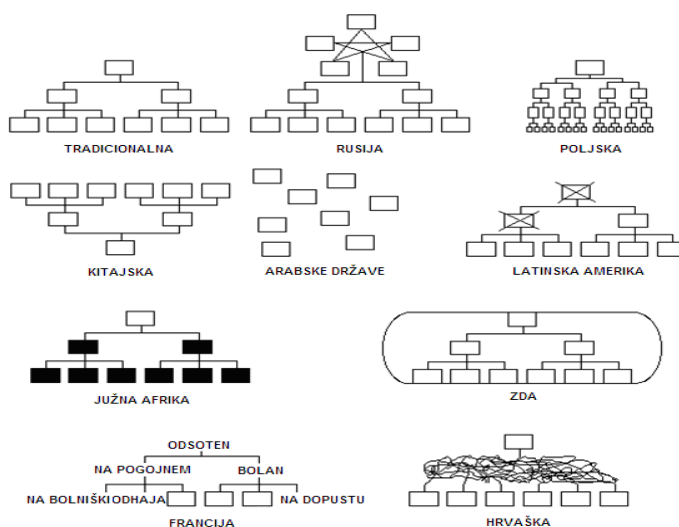 TRADICIONALNA
RUSIJA
POLJSKA
KITAJSKA
ARABSKE DRŽAVE
LATINSKA AMERIKA
JUŽNA AFRIKA
ZDA
ODSOTEN
NA POGOJNEM
BOLAN
NA BOLNIŠKIODHAJA
NA DOPUSTU
FRANCIJA
HRVAŠKA